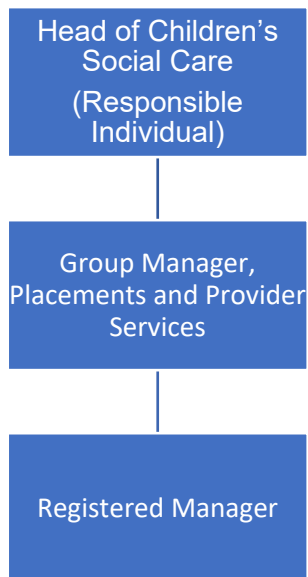 Head of Children’s
Social Care
(Responsible
Individual)
Group Manager,
Placements and Provider
Services
Registered Manager